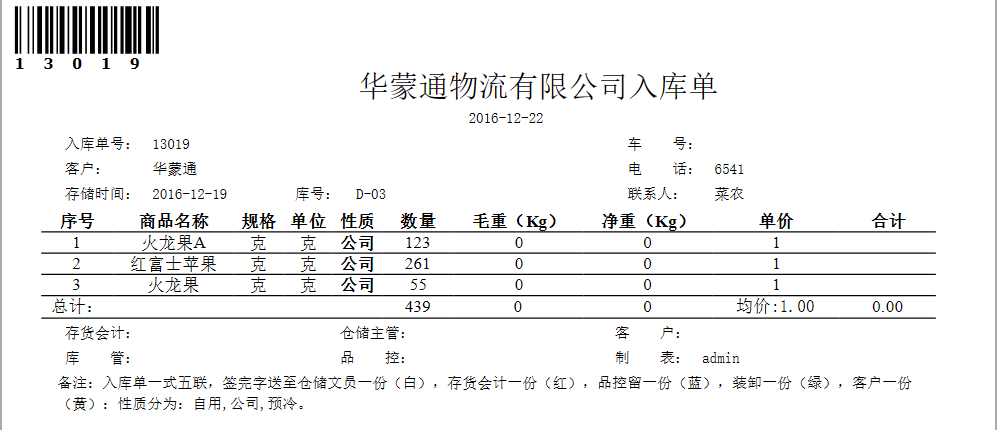 13019
华蒙通物流有限公司入库单
2016-12-22
入库单号： 13019 车 号：
客户： 华蒙通 电 话： 6541
存储时间： 2016-12-19 库号： D-03 联系人： 菜农
序号 商品名称 规格 单位 性质 数量 毛重（Kg） 净重（Kg） 单价 合计
1 火龙果A 克 克 公司 123 0 0 1
2 红富士苹果 克 克 公司 261 0 0 1
3 火龙果 克 克 公司 55 0 0 1
总计： 439 0 0 均价:1.00 0.00
存货会计： 仓储主管： 客 户：
库 管： 品 控： 制 表： admin
备注：入库单一式五联，签完字送至仓储文员一份（白），存货会计一份（红），品控留一份（蓝），装卸一份（绿），客户一份
（黄）；性质分为：自用,公司,预冷。